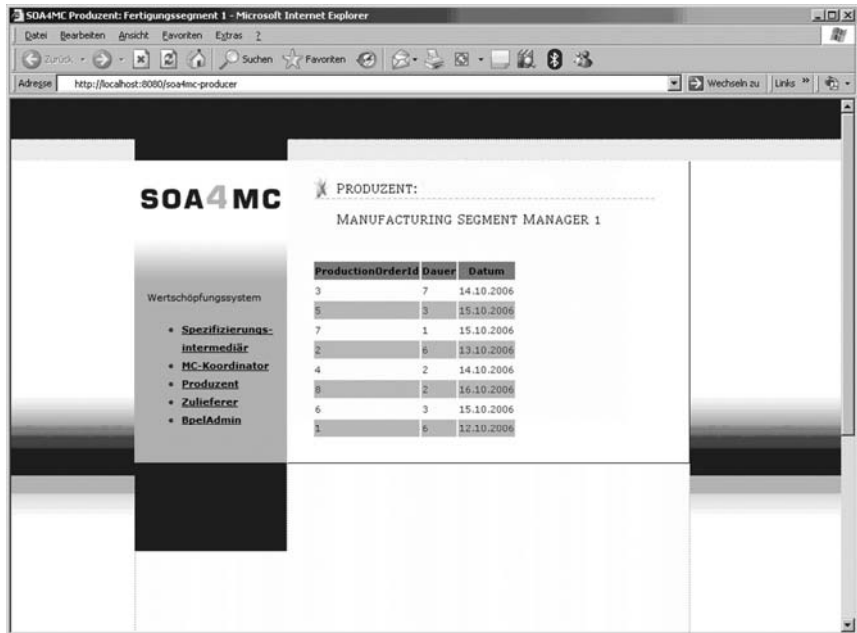 SOA4MC Produzent: Fertigungssegment 1 - Microsoft Internet Explorer
Datei Bearbeiten Ansicht Favoriten Extras ?
Zurück Suchen Favoriten
Adresse http://localhost:8080/soa4mc-producer Wechseln zu Links »
SOA4MC
PRODUZENT:
MANUFACTURING SEGMENT MANAGER 1
Wertschöpfungssystem
• Spezifizierungs-
intermediär
• MC-Koordinator
• Produzent
• Zulieferer
• BpelAdmin
ProductionOrderId Dauer Datum
3 7 14.10.2006
5 3 15.10.2006
7 1 15.10.2006
2 6 13.10.2006
4 2 14.10.2006
8 2 16.10.2006
6 3 15.10.2006
1 6 12.10.2006